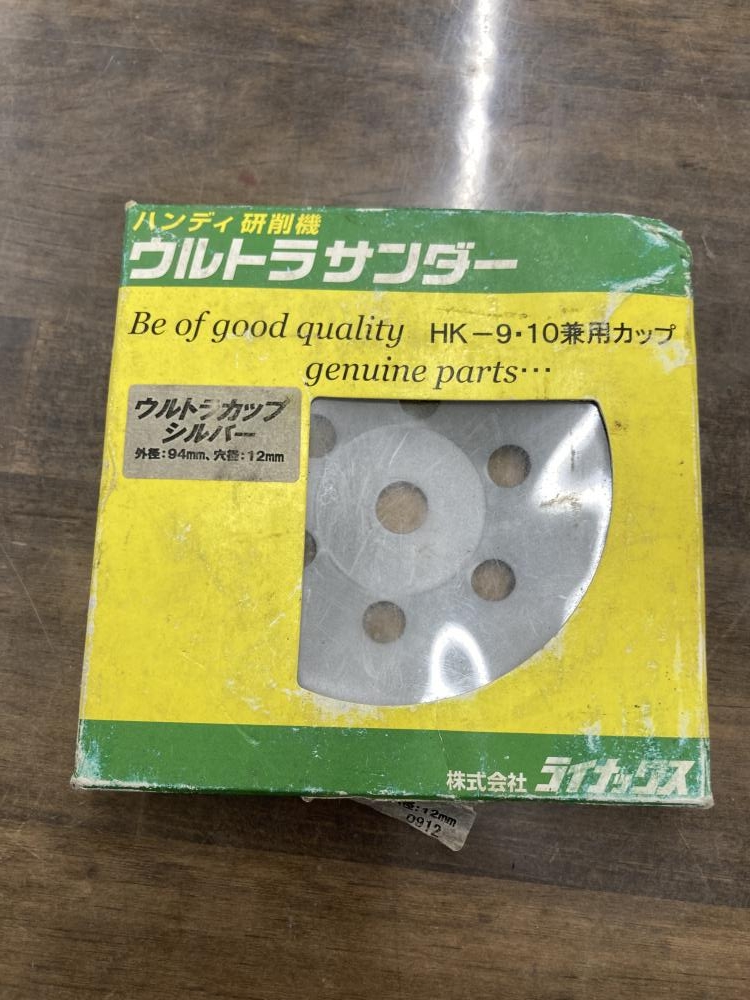 ハンディ研削機
ウルトラサンダー
Be of good quality HK-9・10兼用カップ
genuine parts…
ウルトラカップ
シルバー
外径:94mm、穴径:12mm
株式会社 ライナックス
径:12mm
0912